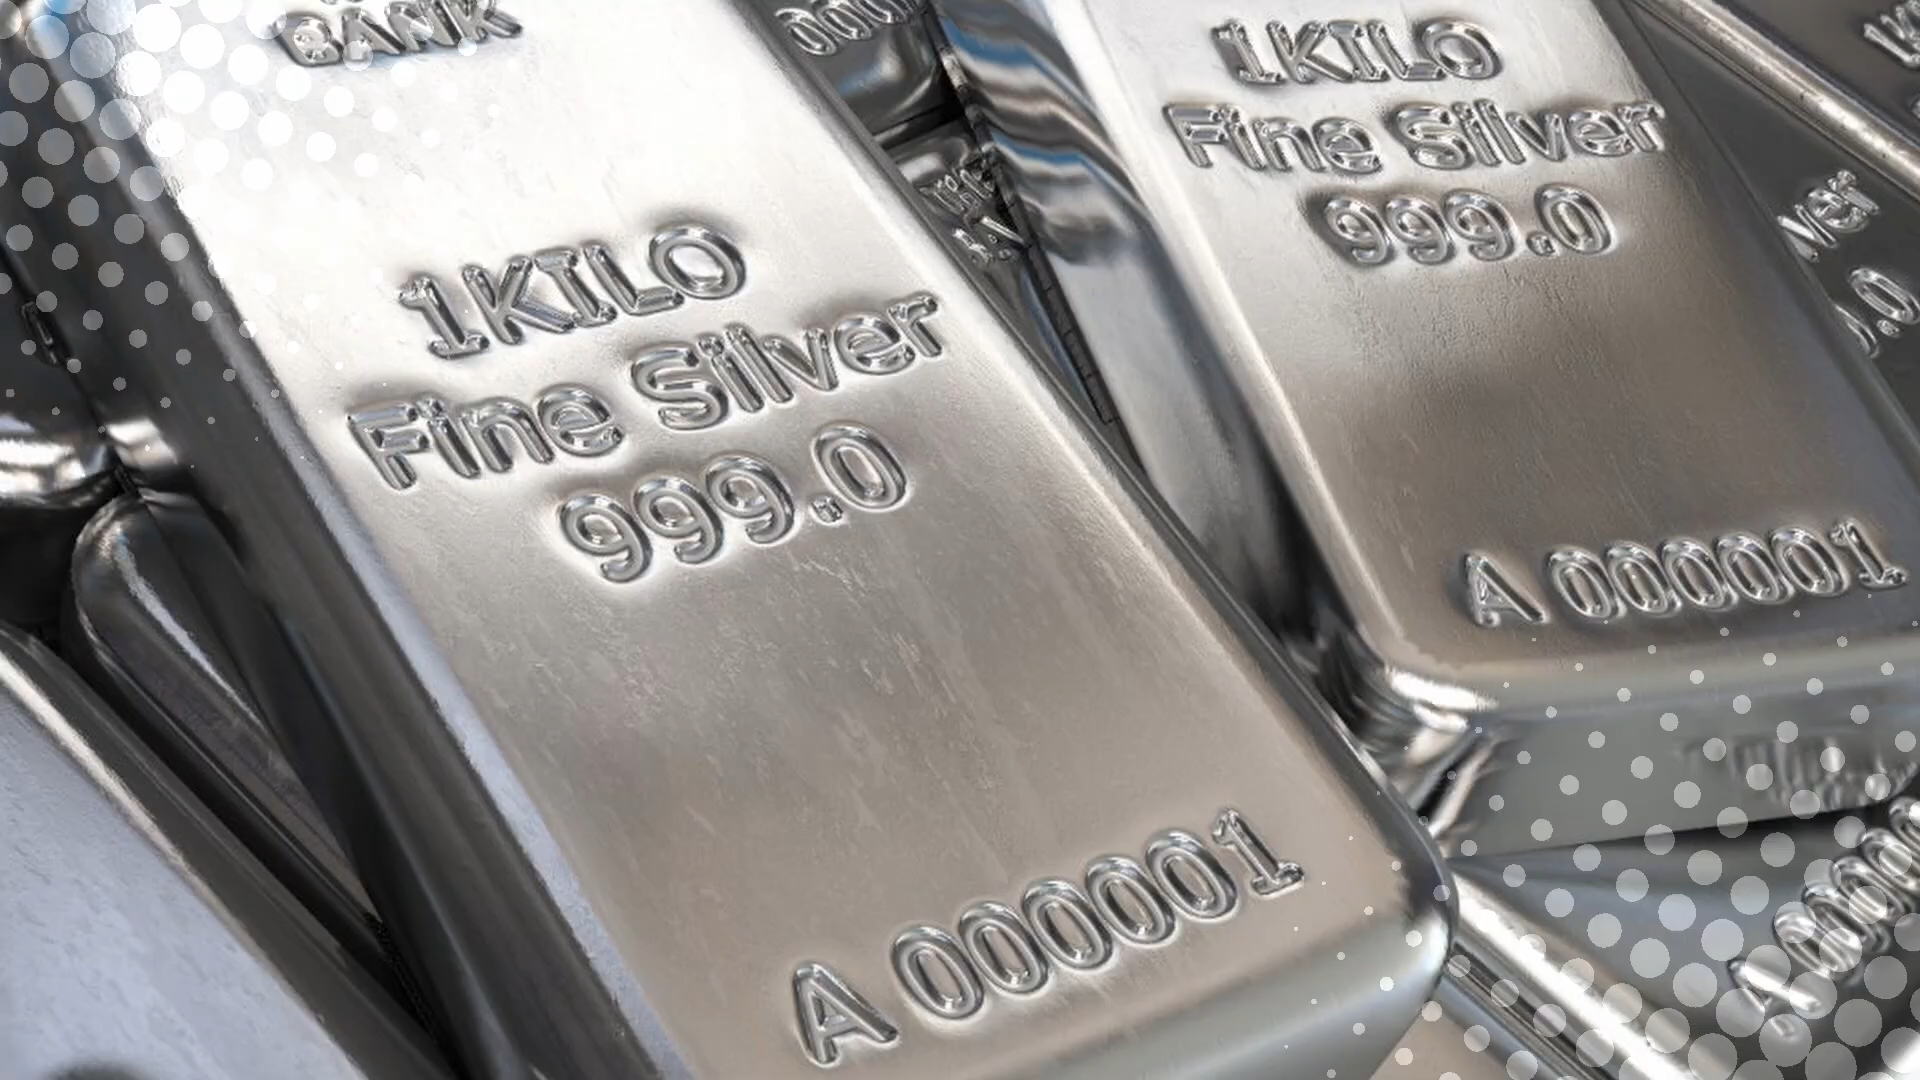 BANK
1KILO
Fine Silver
999.0
A 000001
1KILO
Fine Silver
999.0
A 000001